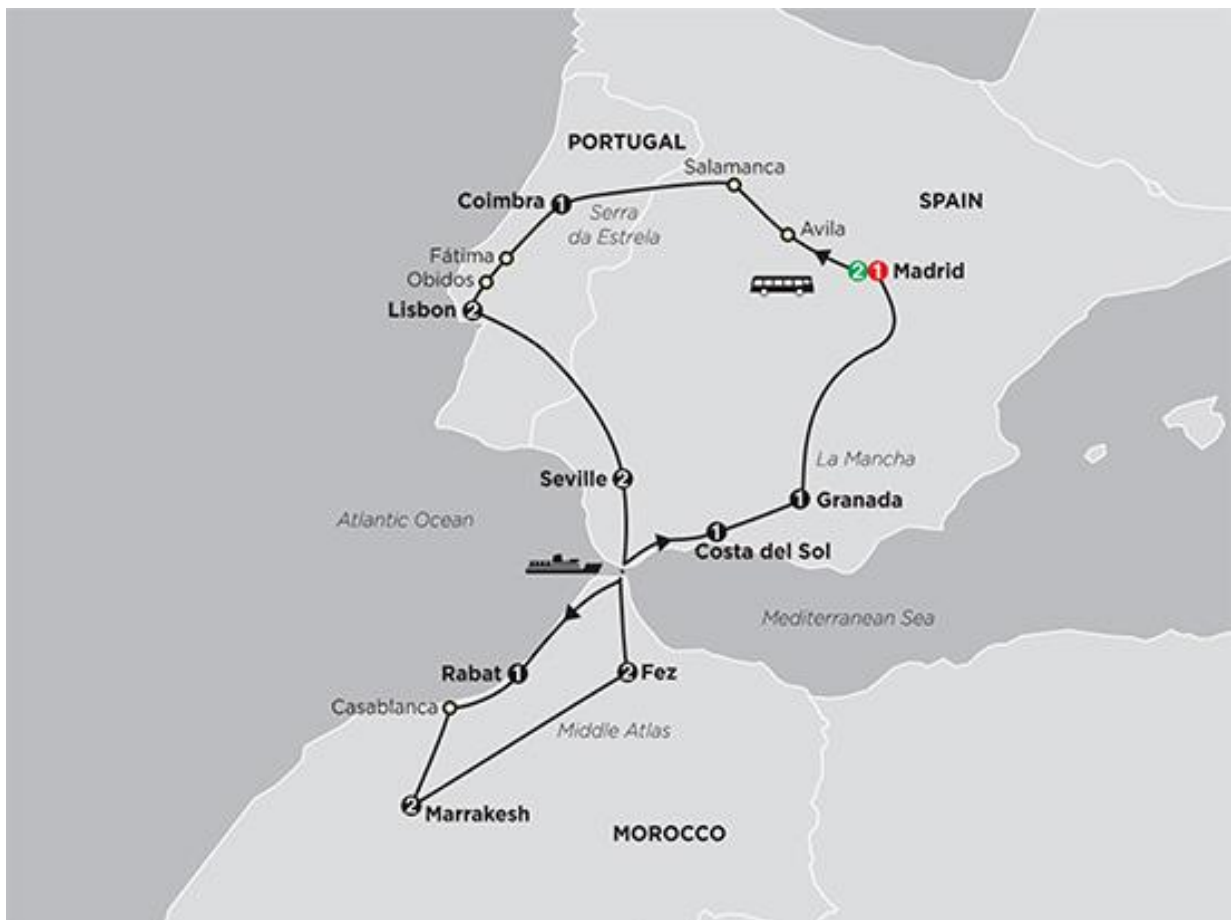 PORTUGAL
Salamanca
Coimbra 1
Serra
da Estrela
SPAIN
Avila
Fátima
Obidos
2 1 Madrid
Lisbon 2
La Mancha
Seville 2
1 Granada
Atlantic Ocean
1
Costa del Sol
Mediterranean Sea
Rabat 1
2 Fez
Casablanca
Middle Atlas
2 Marrakesh
MOROCCO